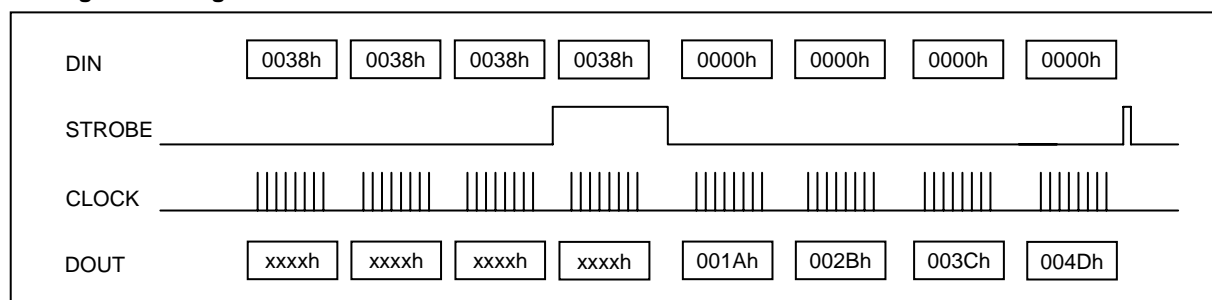 DIN 0038h 0038h 0038h 0038h 0000h 0000h 0000h 0000h
STROBE
CLOCK
DOUT xxxxh xxxxh xxxxh xxxxh 001Ah 002Bh 003Ch 004Dh